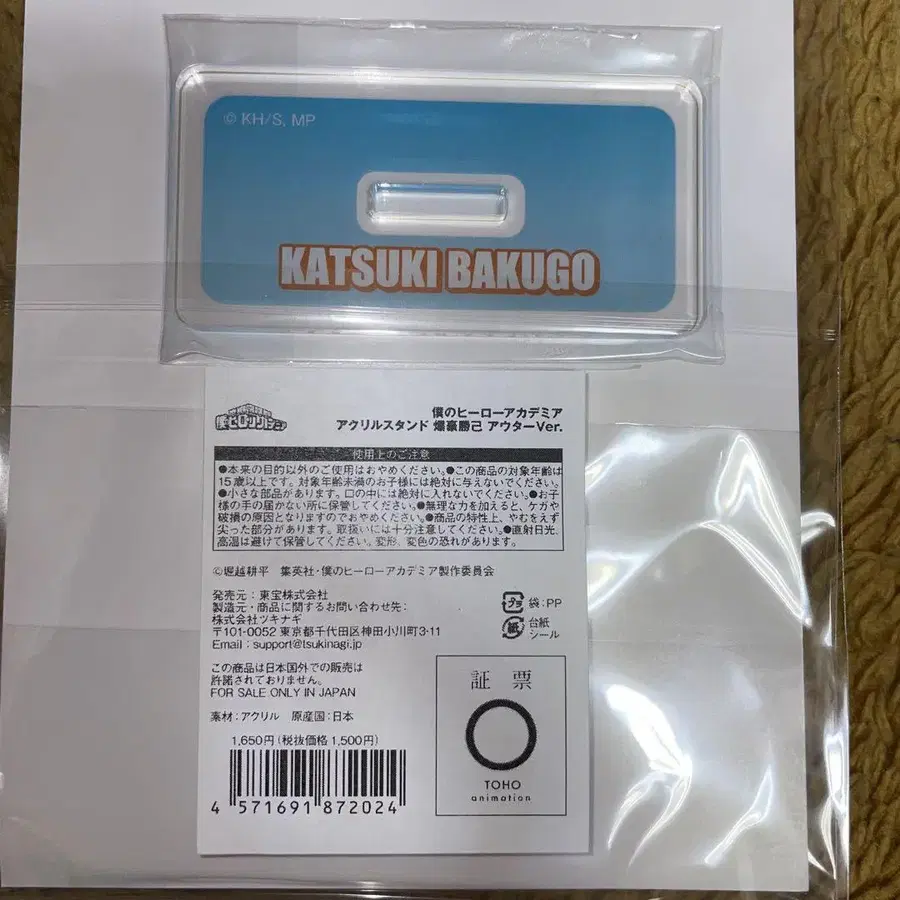 © KH/S, MP
KATSUKI BAKUGO
僕のヒーローアカデミア
アクリルスタンド 爆豪勝己 アウターVer.
使用上のご注意
●本来の目的以外のご使用はおやめください。●この商品の対象年齢は
15歳以上です。対象年齢未満のお子様には絶対に与えないでください。
●小さな部品があります。口の中には絶対に入れないでください。●お子
様の手の届かない所に保管してください。●無理な力を加えると、ケガや
破損の原因となりますのでおやめください。●商品の特性上、やむをえず
尖った部分があります。取扱いには十分注意してください。●直射日光、
高温は避けて保管してください。変形、変色の恐れがあります。
©堀越耕平 集英社・僕のヒーローアカデミア製作委員会
発売元：東宝株式会社
製造元・商品に関するお問い合わせ先：
株式会社ツキナギ
〒101-0052 東京都千代田区神田小川町3-11
Email：support@tsukinagi.jp
プラ 袋：PP
紙 台紙
シール
この商品は日本国外での販売は
許諾されておりません。
FOR SALE ONLY IN JAPAN
素材：アクリル 原産国：日本
1,650円(税抜価格 1,500円)
4 571691 872024
証票
TOHO
animation